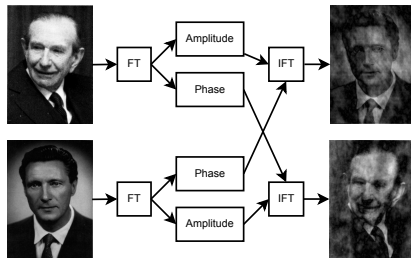 Amplitude
FT
IFT
Phase
Phase
FT
IFT
Amplitude